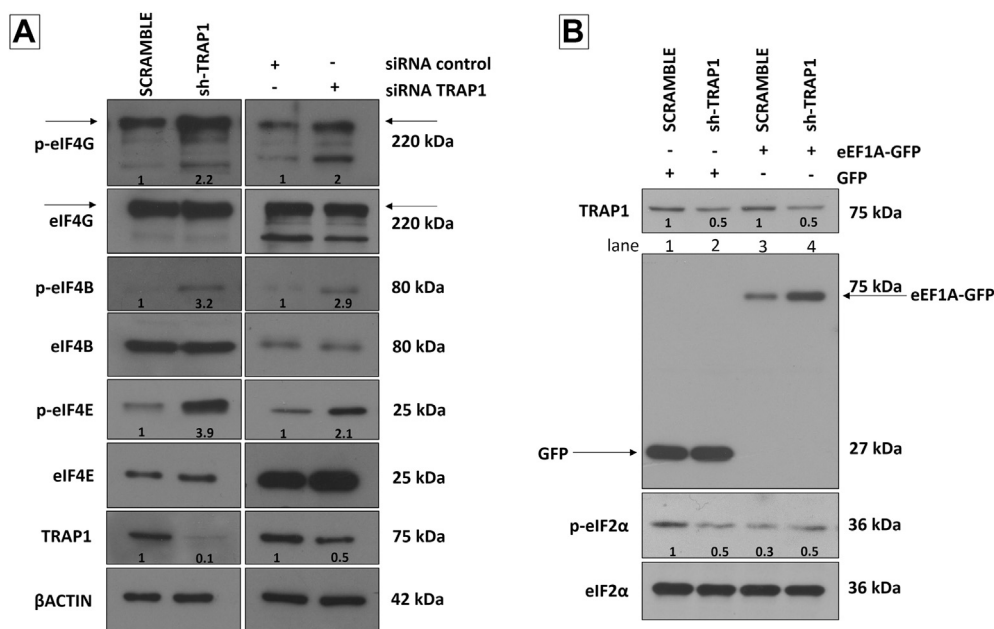 A
SCRAMBLE
sh-TRAP1
+ - siRNA control
- + siRNA TRAP1
p-eIF4G
220 kDa
1 2.2 1 2
eIF4G
220 kDa
p-eIF4B
80 kDa
1 3.2 1 2.9
eIF4B
80 kDa
p-eIF4E
25 kDa
1 3.9 1 2.1
eIF4E
25 kDa
TRAP1
75 kDa
1 0.1 1 0.5
βACTIN
42 kDa
B
SCRAMBLE
sh-TRAP1
SCRAMBLE
sh-TRAP1
- - + + eEF1A-GFP
+ + - - GFP
TRAP1
75 kDa
1 0.5 1 0.5
lane 1 2 3 4
75 kDa
eEF1A-GFP
GFP
27 kDa
p-eIF2α
36 kDa
1 0.5 0.3 0.5
eIF2α
36 kDa